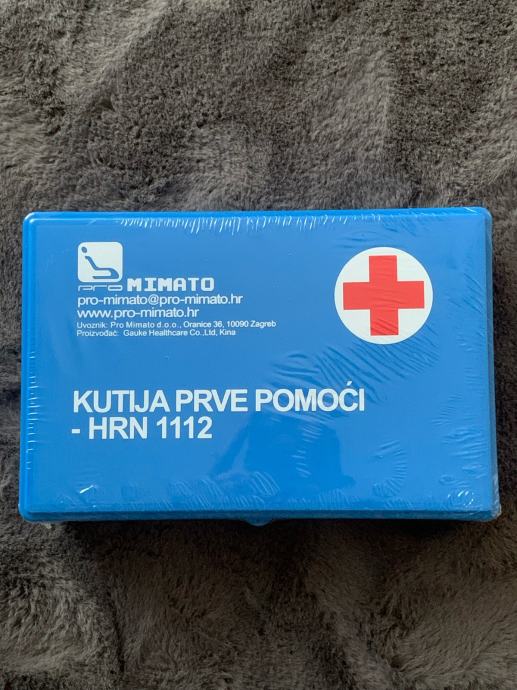 pro MIMATO
pro-mimato@pro-mimato.hr
www.pro-mimato.hr
Uvoznik: Pro Mimato d.o.o., Oranice 36, 10090 Zagreb
Proizvođač: Gauke Healthcare Co.,Ltd, Kina
KUTIJA PRVE POMOĆI
- HRN 1112